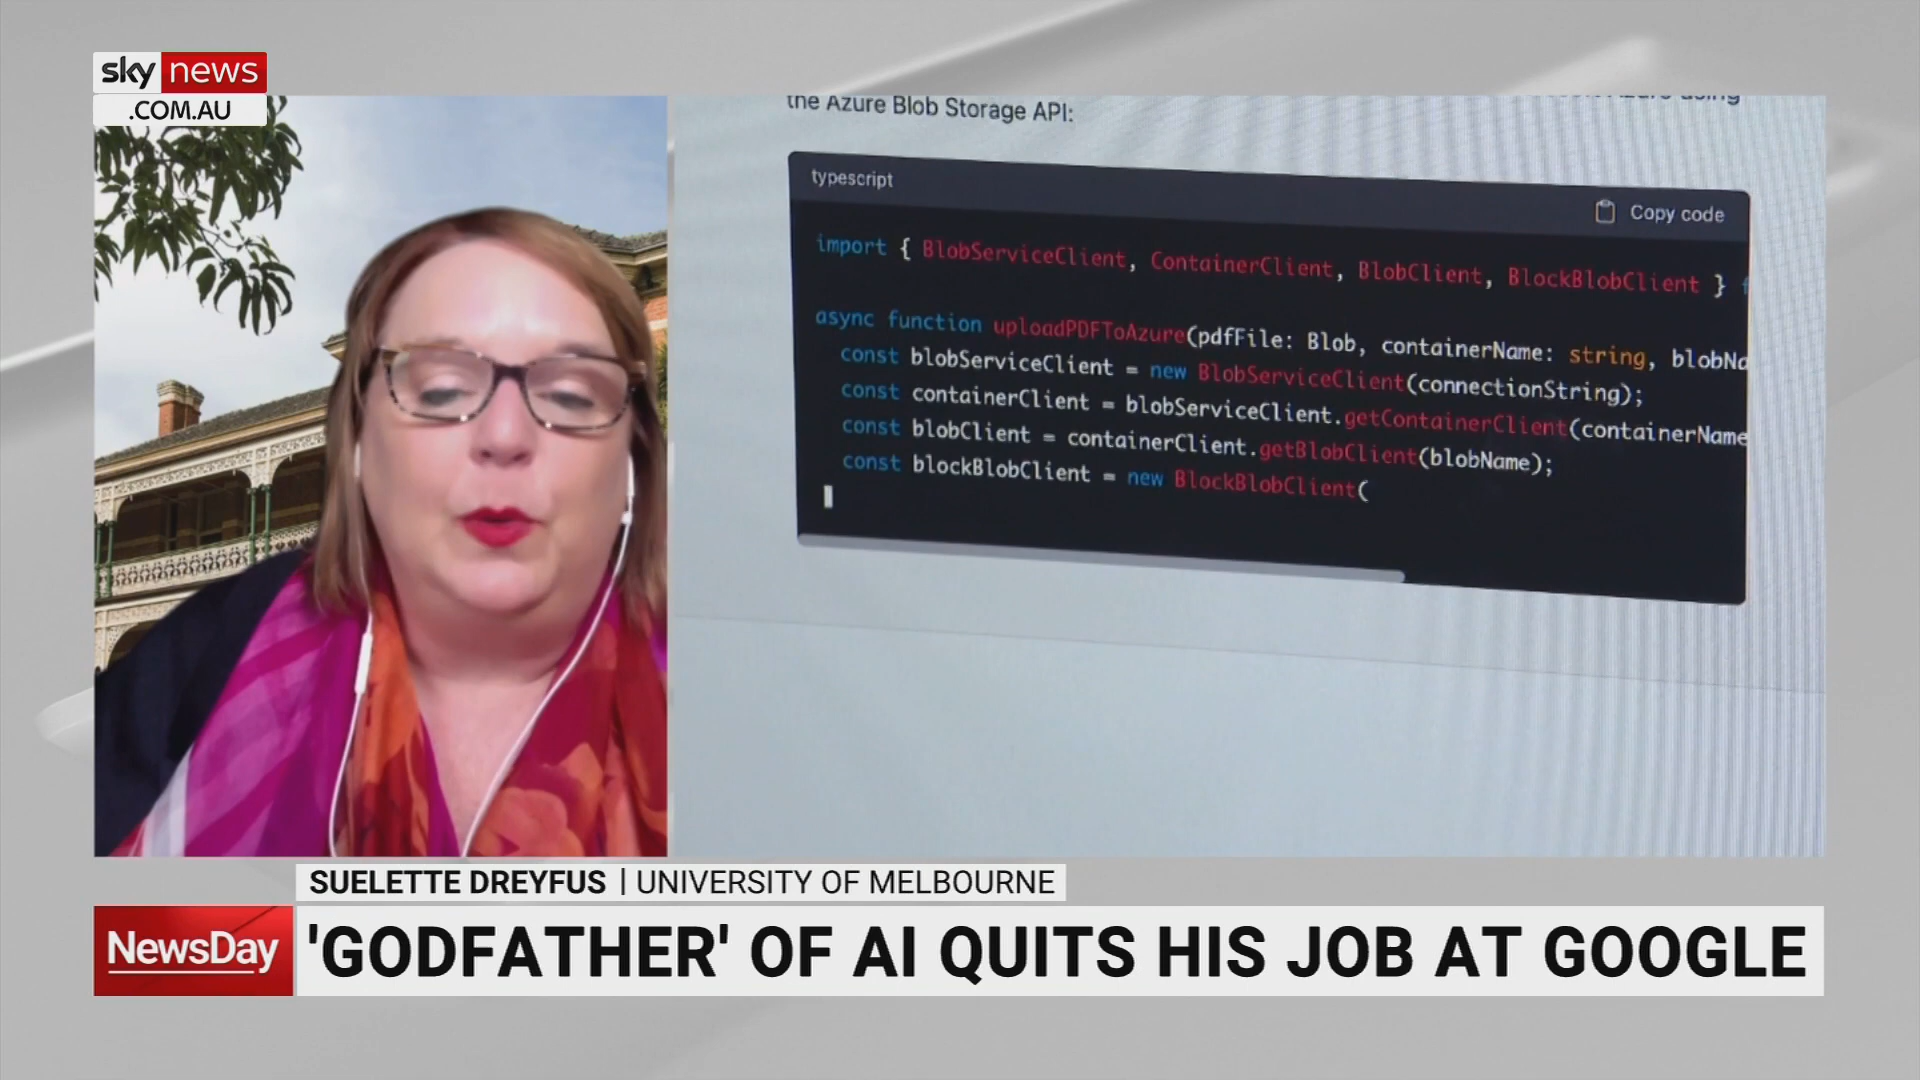 sky news
.COM.AU
the Azure Blob Storage API:
typescript
Copy code
import { BlobServiceClient, ContainerClient, BlobClient, BlockBlobClient } f
async function uploadPDFToAzure(pdfFile: Blob, containerName: string, blobNa
const blobServiceClient = new BlobServiceClient(connectionString);
const containerClient = blobServiceClient.getContainerClient(containerName
const blobClient = containerClient.getBlobClient(blobName);
const blockBlobClient = new BlockBlobClient(
SUELETTE DREYFUS | UNIVERSITY OF MELBOURNE
NewsDay
'GODFATHER' OF AI QUITS HIS JOB AT GOOGLE